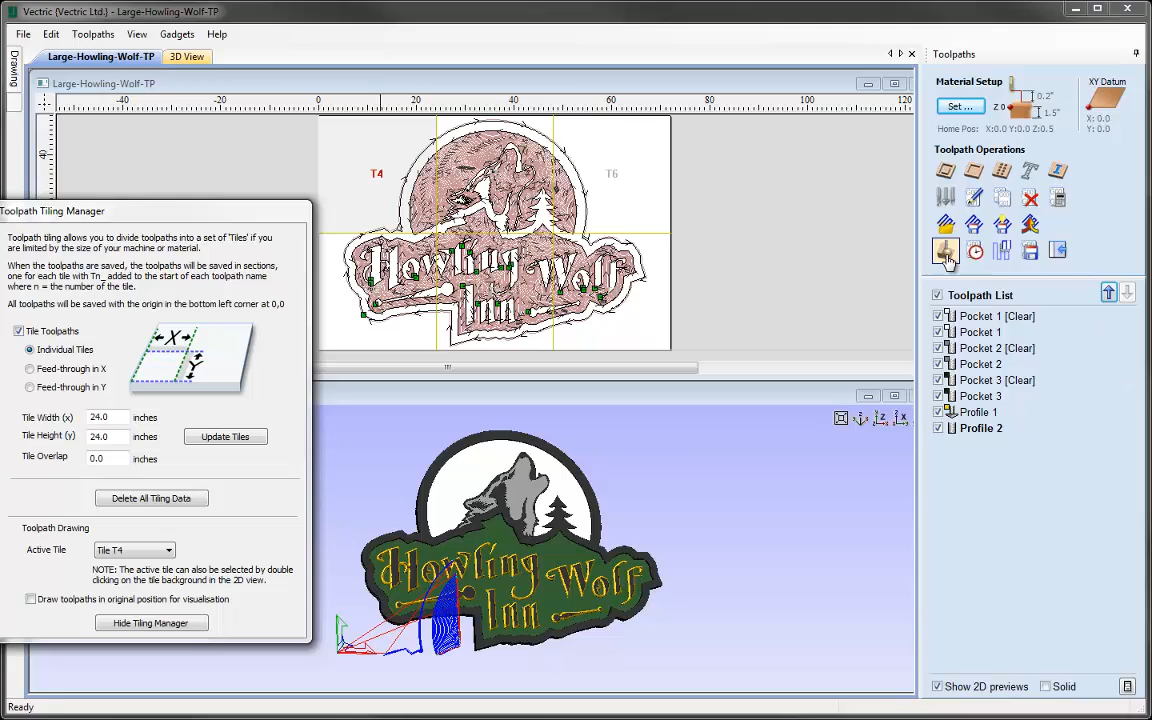 Vectric {Vectric Ltd.} - Large-Howling-Wolf-TP
File Edit Toolpaths View Gadgets Help
Drawing
Large-Howling-Wolf-TP 3D View
Large-Howling-Wolf-TP
-40 -20 0 20 40 60 80 100 120
40
T4 T6
Howling Wolf
Inn
Toolpath Tiling Manager
Toolpath tiling allows you to divide toolpaths into a set of 'Tiles' if you
are limited by the size of your machine or material.
When the toolpaths are saved, the toolpaths will be saved in sections,
one for each tile with Tn_ added to the start of each toolpath name
where n = the number of the tile.
All toolpaths will be saved with the origin in the bottom left corner at 0,0
Tile Toolpaths
Individual Tiles
Feed-through in X
Feed-through in Y
X
Y
Tile Width (x) 24.0 inches
Tile Height (y) 24.0 inches
Update Tiles
Tile Overlap 0.0 inches
Delete All Tiling Data
Toolpath Drawing
Active Tile Tile T4
NOTE: The active tile can also be selected by double
clicking on the tile background in the 2D view.
Draw toolpaths in original position for visualisation
Hide Tiling Manager
Howling Wolf
Inn
Toolpaths
Material Setup
XY Datum
Set ...
Z 0
0.2"
1.5"
X: 0.0
Y: 0.0
Home Pos: X:0.0 Y:0.0 Z:0.5
Toolpath Operations
Toolpath List
Pocket 1 [Clear]
Pocket 1
Pocket 2 [Clear]
Pocket 2
Pocket 3 [Clear]
Pocket 3
Profile 1
Profile 2
Show 2D previews Solid
Ready